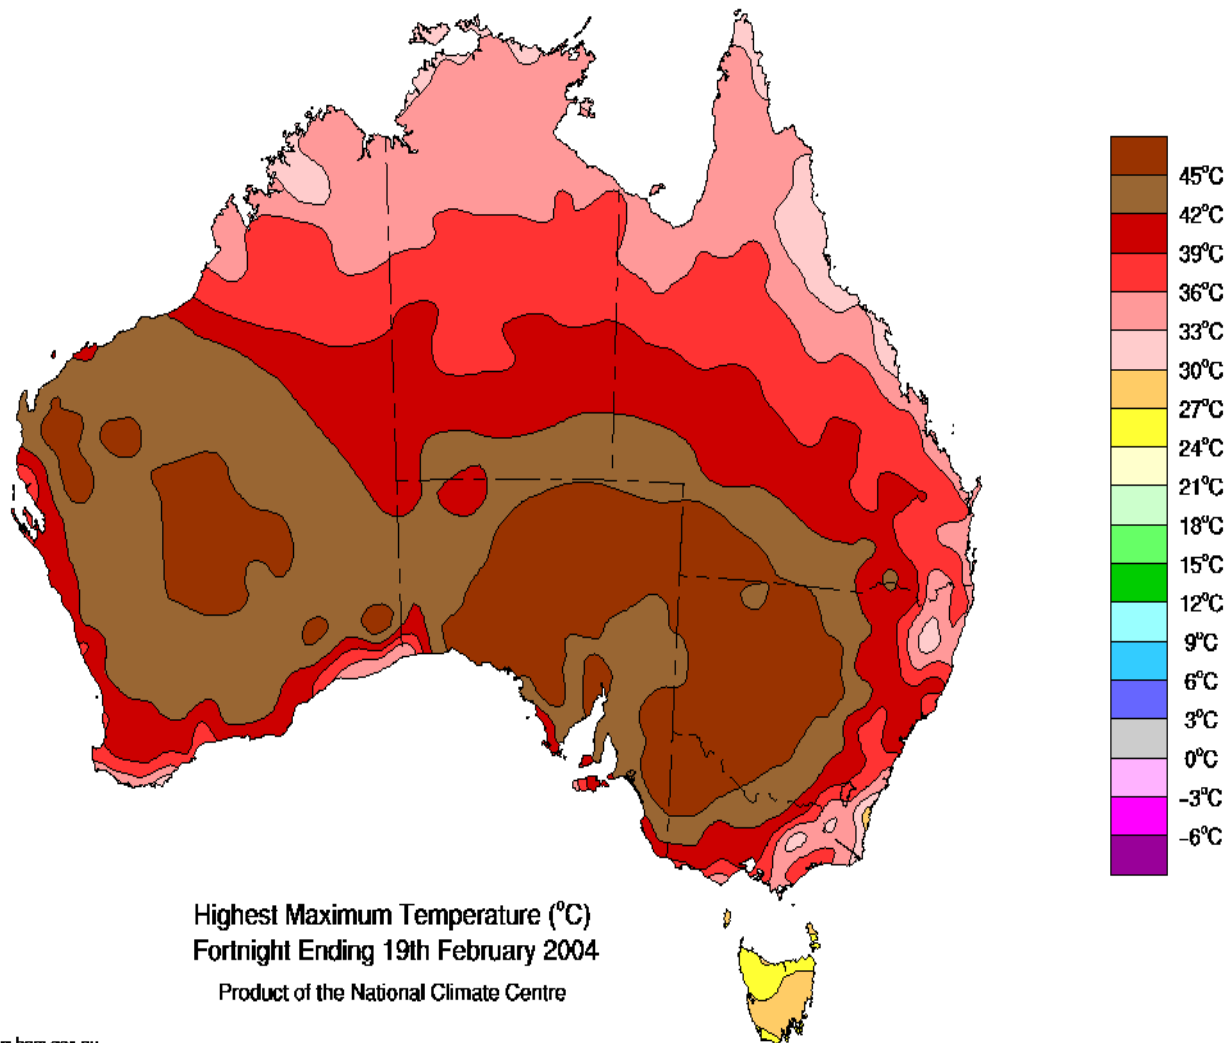 45°C
42°C
39°C
36°C
33°C
30°C
27°C
24°C
21°C
18°C
15°C
12°C
9°C
6°C
3°C
0°C
-3°C
-6°C
Highest Maximum Temperature (°C)
Fortnight Ending 19th February 2004
Product of the National Climate Centre